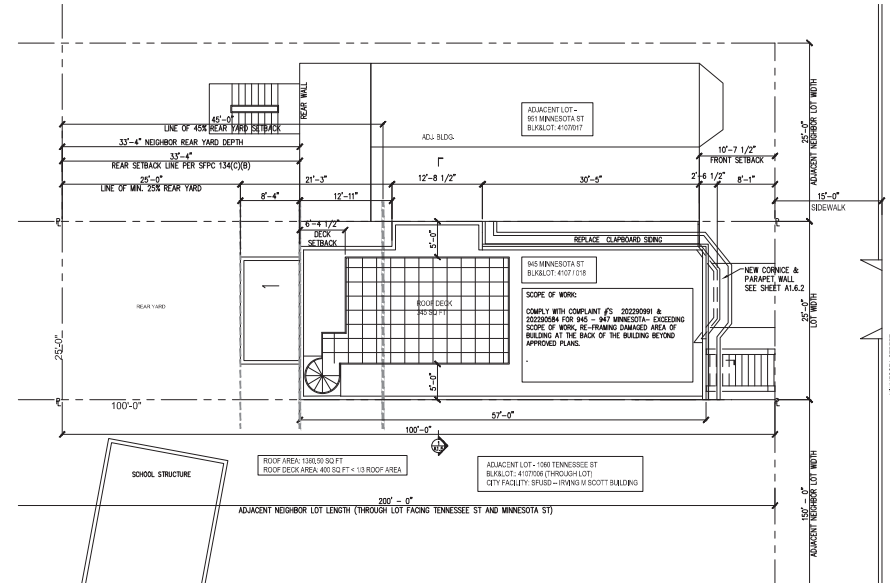 45'-0"
LINE OF 45% REAR YARD SETBACK
33'-4" NEIGHBOR REAR YARD DEPTH
33'-4"
REAR SETBACK LINE PER SFPC 134(C)(B)
25'-0"
LINE OF MIN. 25% REAR YARD
REAR WALL
ADJ. BLDG.
ADJACENT LOT -
951 MINNESOTA ST
BLK&LOT: 4107/017
10'-7 1/2"
FRONT SETBACK
25'-0"
ADJACENT NEIGHBOR LOT WIDTH
21'-3"
12'-8 1/2"
30'-5"
2'-6 1/2"
8'-1"
15'-0"
SIDEWALK
8'-4"
12'-11"
6'-4 1/2"
DECK
SETBACK
5'-0"
REPLACE CLAPBOARD SIDING
945 MINNESOTA ST
BLK&LOT: 4107 / 018
NEW CORNICE &
PARAPET WALL
SEE SHEET A1.6.2
SCOPE OF WORK:
COMPLY WITH COMPLAINT #'S 202290991 &
202290584 FOR 945 - 947 MINNESOTA- EXCEEDING
SCOPE OF WORK, RE-FRAMING DAMAGED AREA OF
BUILDING AT THE BACK OF THE BUILDING BEYOND
APPROVED PLANS.
REAR YARD
ROOF DECK
345 SQ FT
25'-0"
LOT WIDTH
25'-0"
5'-0"
100'-0"
57'-0"
100'-0"
SCHOOL STRUCTURE
ROOF AREA: 1360.50 SQ FT
ROOF DECK AREA: 400 SQ FT < 1/3 ROOF AREA
ADJACENT LOT - 1060 TENNESSEE ST
BLK&LOT: 4107/006 (THROUGH LOT)
CITY FACILITY: SFUSD - IRVING M SCOTT BUILDING
200' - 0"
ADJACENT NEIGHBOR LOT LENGTH (THROUGH LOT FACING TENNESSEE ST AND MINNESOTA ST)
150' - 0"
ADJACENT NEIGHBOR LOT WIDTH